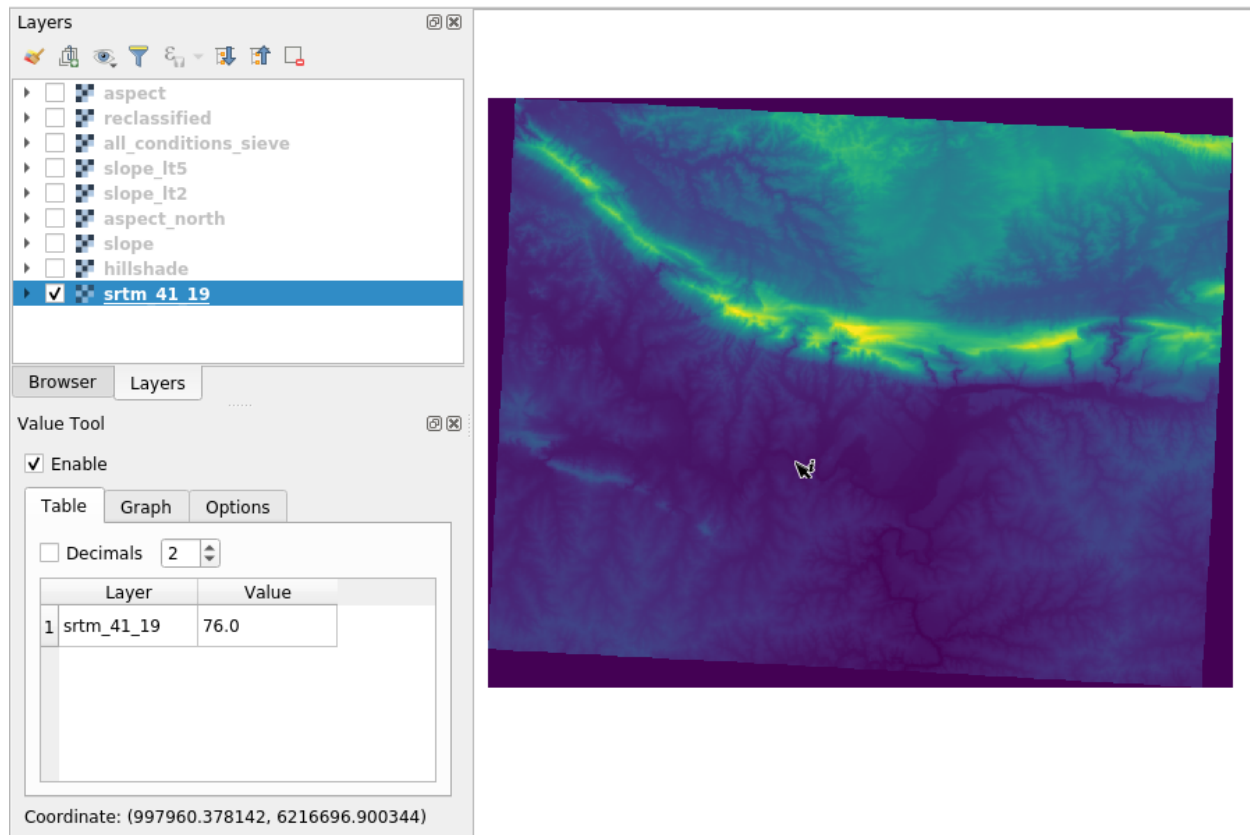 Layers
aspect
reclassified
all_conditions_sieve
slope_lt5
slope_lt2
aspect_north
slope
hillshade
srtm_41_19
Browser Layers
Value Tool
Enable
Table Graph Options
Decimals 2
Layer Value
1 srtm_41_19 76.0
Coordinate: (997960.378142, 6216696.900344)